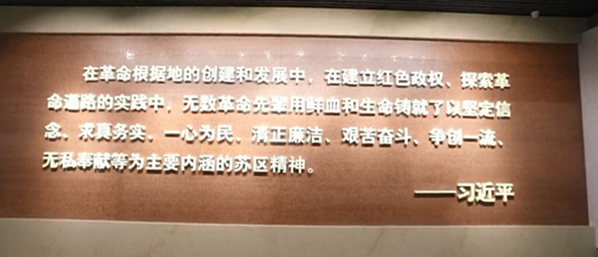 在革命根据地的创建和发展中,在建立红色政权、探索革
命道路的实践中,无数革命先辈用鲜血和生命铸就了以坚定信
念、求真务实、一心为民、清正廉洁、艰苦奋斗、争创一流、
无私奉献等为主要内涵的苏区精神。
——习近平